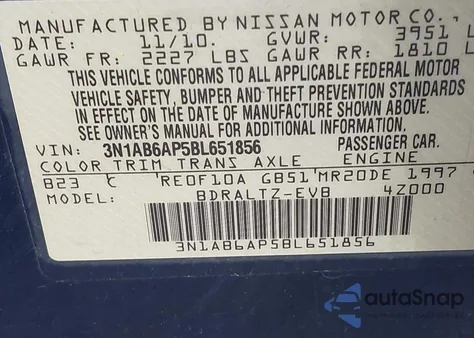 MANUFACTURED BY NISSAN MOTOR CO.,
DATE: 11/10. GVWR: 3951 L
GAWR FR: 2227 LBS GAWR RR: 1810 L
THIS VEHICLE CONFORMS TO ALL APPLICABLE FEDERAL MOTOR
VEHICLE SAFETY, BUMPER AND THEFT PREVENTION STANDARDS
IN EFFECT ON THE DATE OF MANUFACTURE SHOWN ABOVE.
SEE OWNER'S MANUAL FOR ADDITIONAL INFORMATION.
VIN: 3N1AB6AP5BL651856 PASSENGER CAR.
COLOR TRIM TRANS AXLE ENGINE
B23 C RE0F10A GB51 MR20DE 1997
BDRALTZ-EVB 4Z000
3N1AB6AP5BL651856
autoSnap
www.autosnap.com